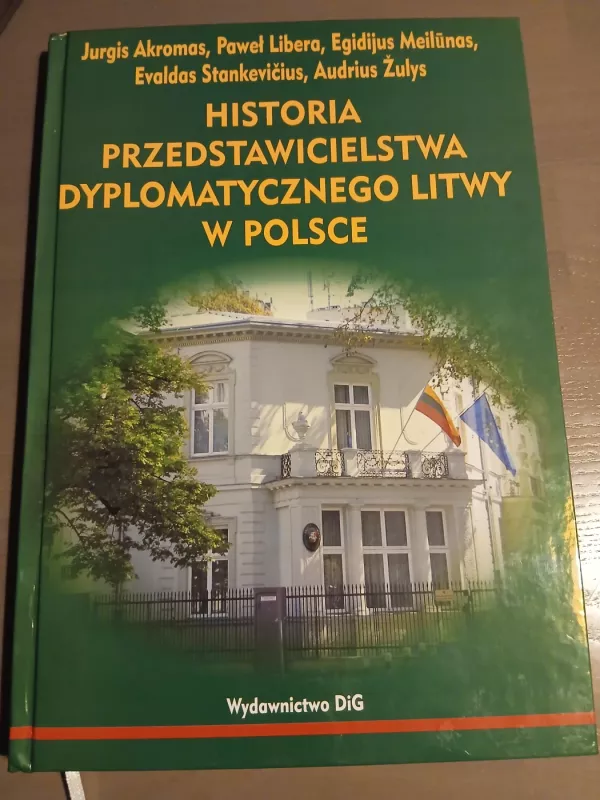 Jurgis Akromas, Paweł Libera, Egidijus Meilūnas,
Evaldas Stankevičius, Audrius Žulys
HISTORIA
PRZEDSTAWICIELSTWA
DYPLOMATYCZNEGO LITWY
W POLSCE
Wydawnictwo DiG